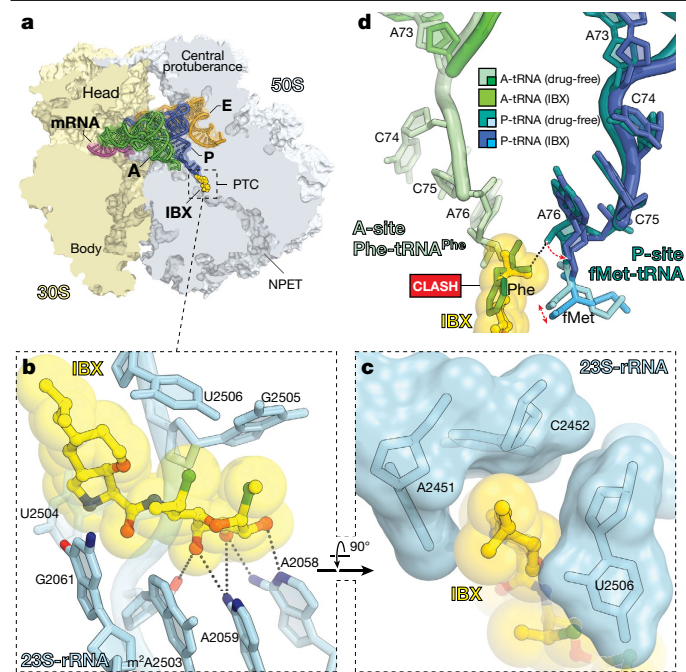 a
Central
protuberance
50S
Head
E
mRNA
A
P
PTC
IBX
Body
NPET
30S
d
A73
A73
A-tRNA (drug-free)
A-tRNA (IBX)
P-tRNA (drug-free)
P-tRNA (IBX)
C74
C74
C75
C75
A76
A76
A-site
Phe-tRNAPhe
P-site
fMet-tRNA
CLASH
Phe
IBX
fMet
b
IBX
U2506
G2505
U2504
G2061
A2058
A2059
m²A2503
23S-rRNA
90°
c
23S-rRNA
C2452
A2451
U2506
IBX